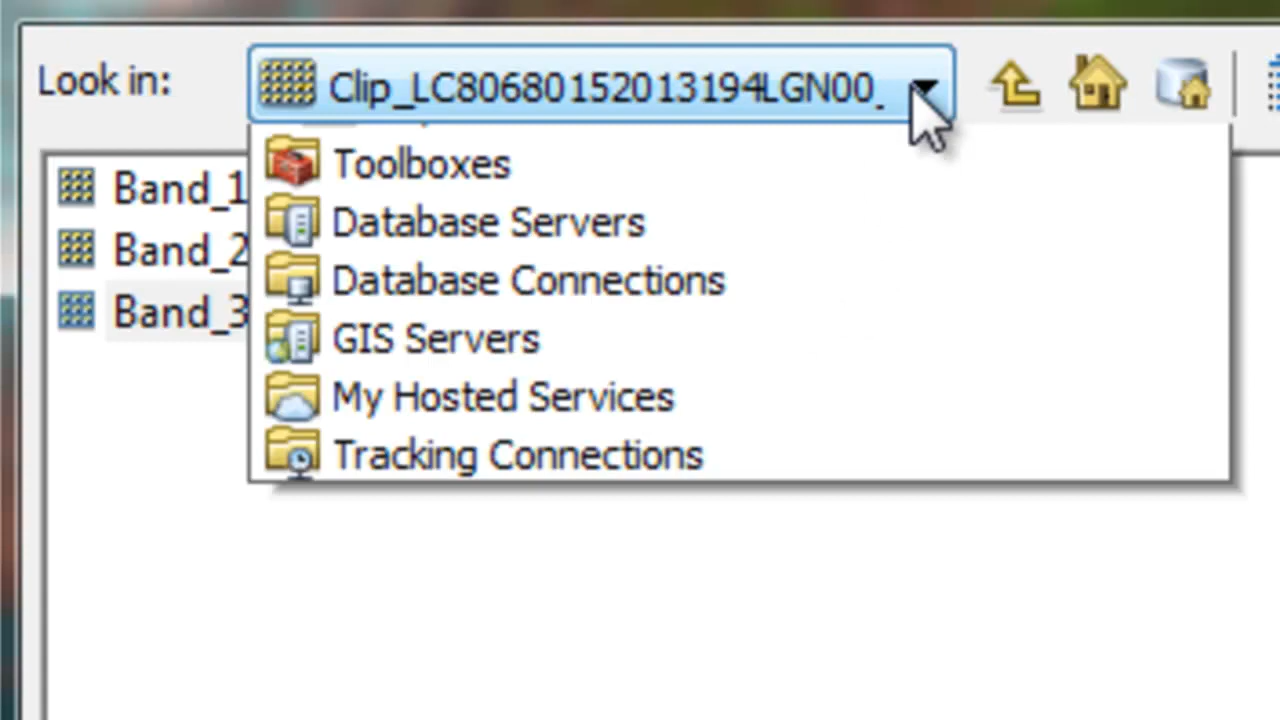 Look in:
Clip_LC80680152013194LGN00_
Band_1
Band_2
Band_3
Toolboxes
Database Servers
Database Connections
GIS Servers
My Hosted Services
Tracking Connections